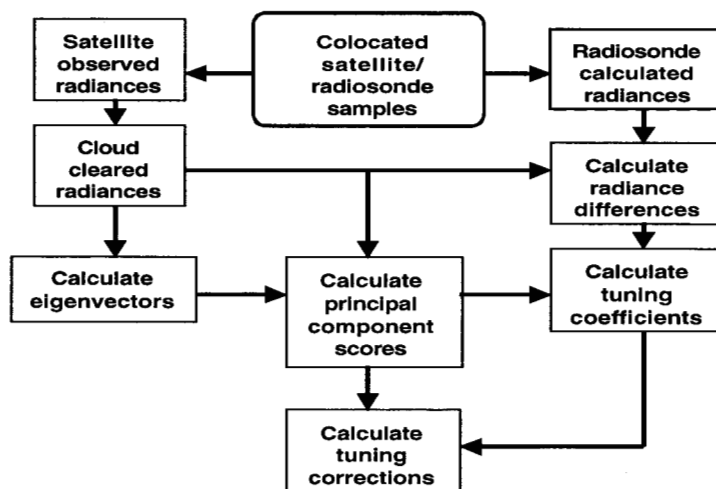 Satellite
observed
radiances
Colocated
satellite/
radiosonde
samples
Radiosonde
calculated
radiances
Cloud
cleared
radiances
Calculate
radiance
differences
Calculate
eigenvectors
Calculate
principal
component
scores
Calculate
tuning
coefficients
Calculate
tuning
corrections